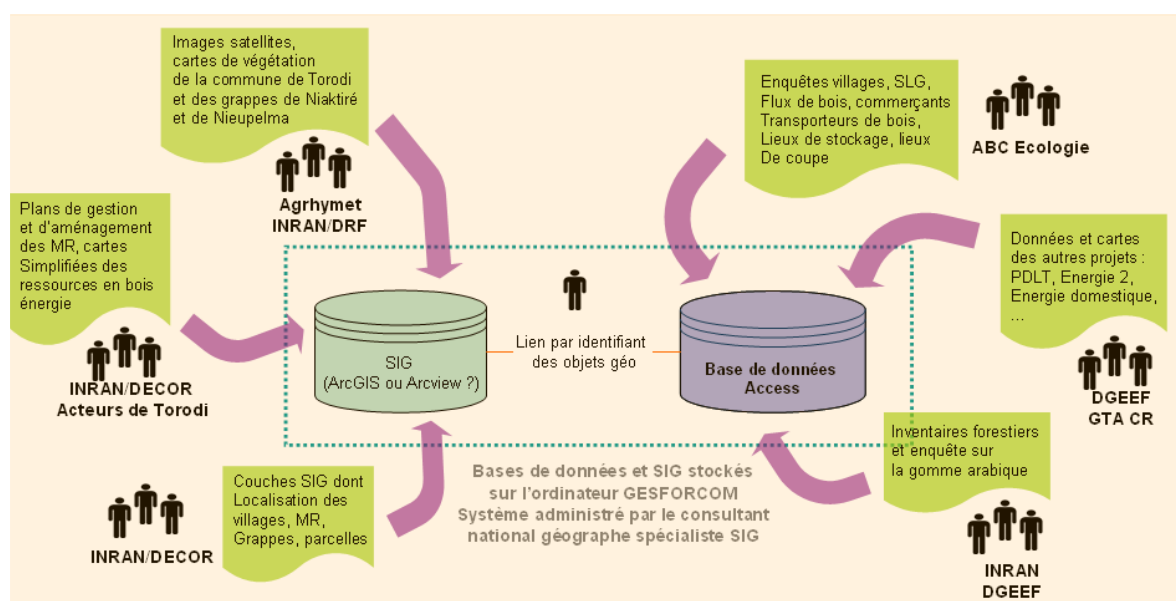 Images satellites,
cartes de végétation
de la commune de Torodi
et des grappes de Niaktiré
et de Nieupelma
Agrhymet
INRAN/DRF
Enquêtes villages, SLG,
Flux de bois, commerçants
Transporteurs de bois,
Lieux de stockage, lieux
De coupe
ABC Ecologie
Plans de gestion
et d'aménagement
des MR, cartes
Simplifiées des
ressources en bois
énergie
INRAN/DECOR
Acteurs de Torodi
Données et cartes
des autres projets :
PDLT, Energie 2,
Energie domestique,
...
DGEEF
GTA CR
SIG
(ArcGIS ou Arcview ?)
Lien par identifiant
des objets géo
Base de données
Access
Couches SIG dont
Localisation des
villages, MR,
Grappes, parcelles
INRAN/DECOR
Bases de données et SIG stockés
sur l'ordinateur GESFORCOM
Système administré par le consultant
national géographe spécialiste SIG
Inventaires forestiers
et enquête sur
la gomme arabique
INRAN
DGEEF